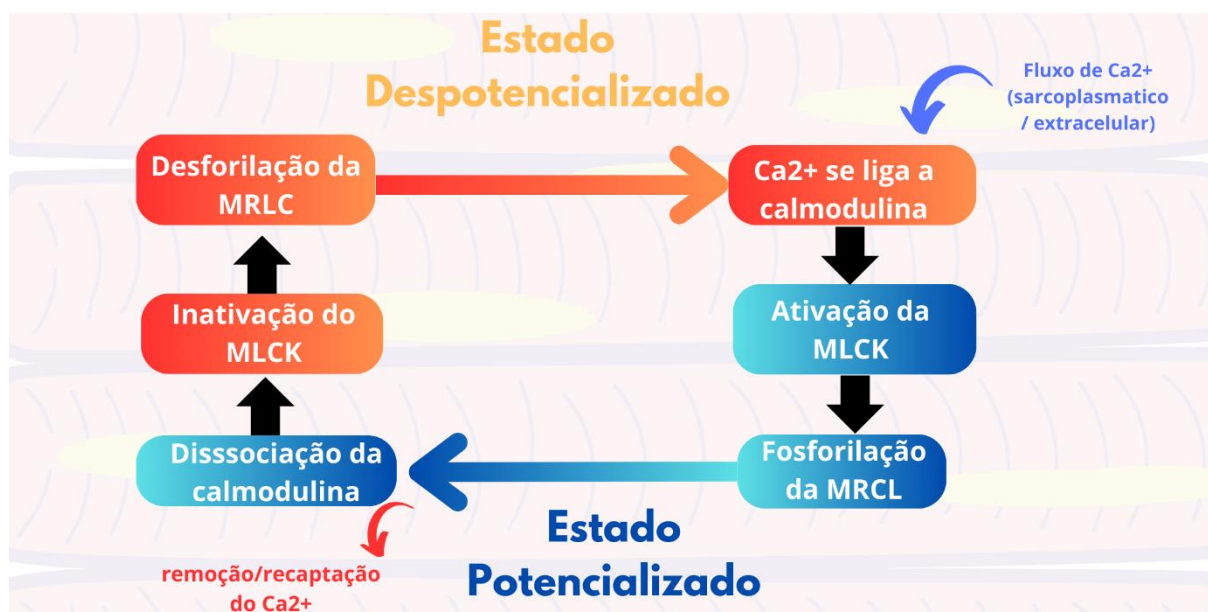 Estado
Despotencializado
Fluxo de Ca2+
(sarcoplasmatico
/ extracelular)
Desforilação da
MRLC
Ca2+ se liga a
calmodulina
Inativação do
MLCK
Ativação da
MLCK
Disssociação da
calmodulina
Fosforilação
da MRCL
remoção/recaptação
do Ca2+
Estado
Potencializado